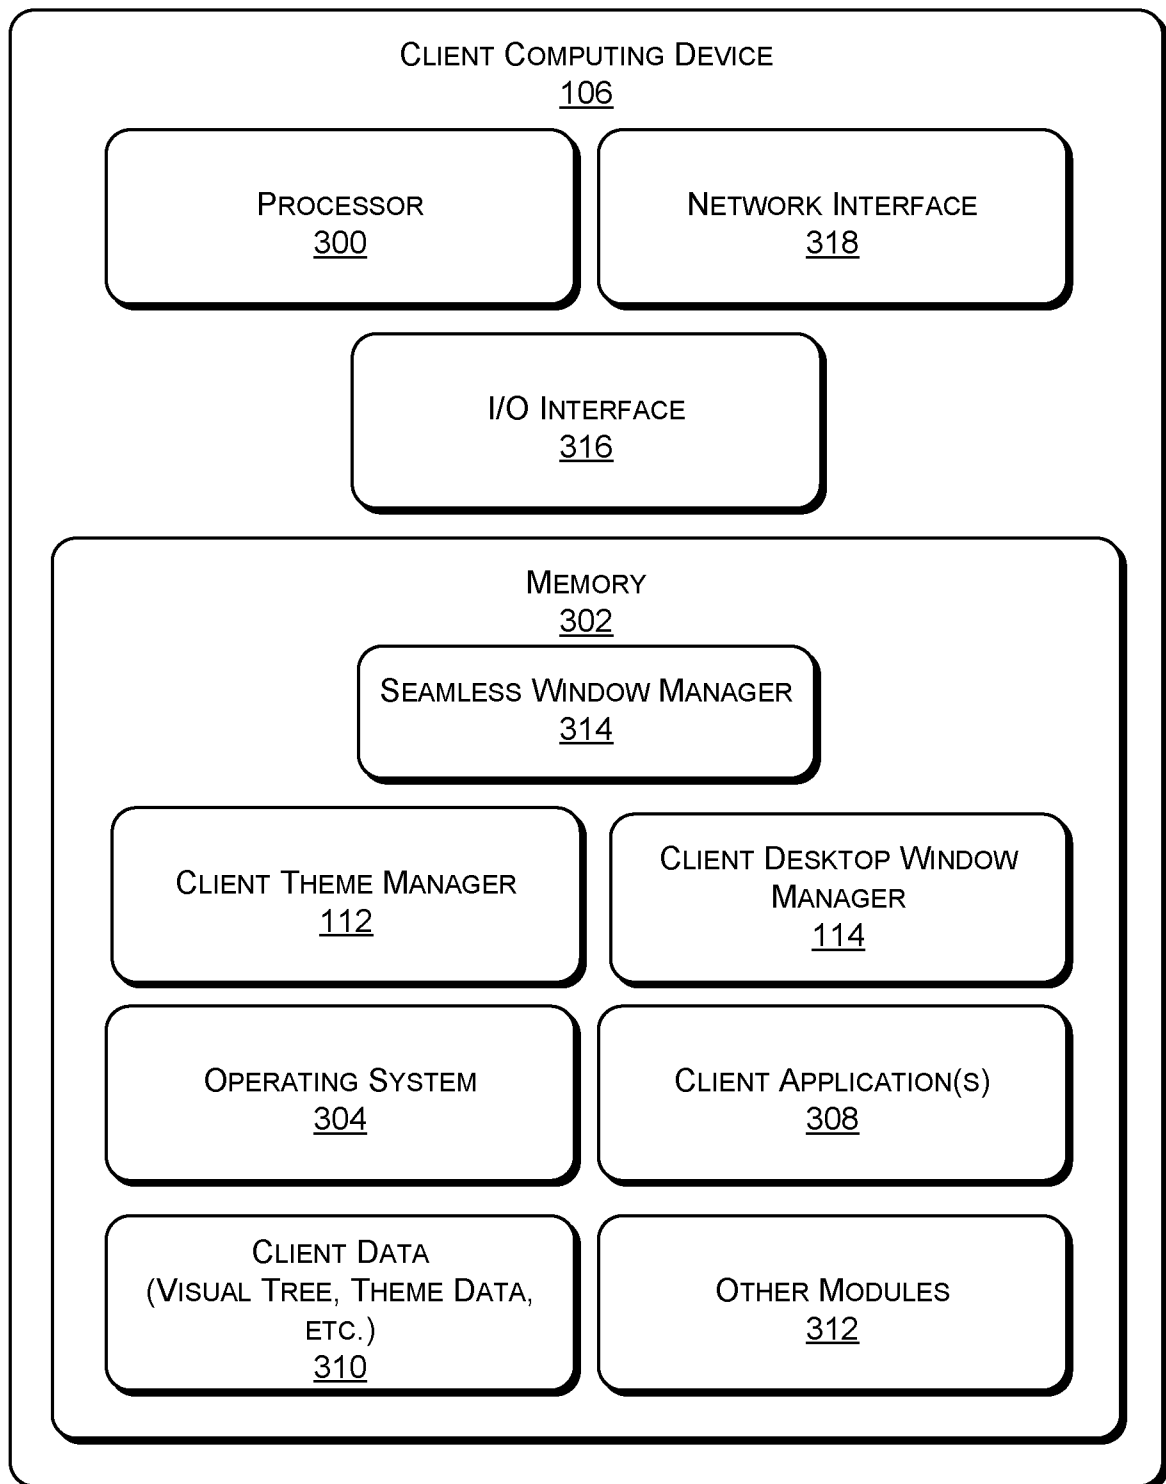 CLIENT COMPUTING DEVICE
106
PROCESSOR
300
NETWORK INTERFACE
318
I/O INTERFACE
316
MEMORY
302
SEAMLESS WINDOW MANAGER
314
CLIENT THEME MANAGER
112
CLIENT DESKTOP WINDOW
MANAGER
114
OPERATING SYSTEM
304
CLIENT APPLICATION(S)
308
CLIENT DATA
(VISUAL TREE, THEME DATA,
ETC.)
310
OTHER MODULES
312